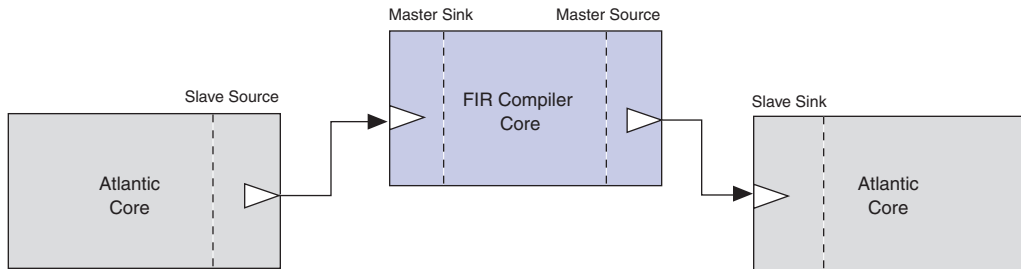 Master Sink
Master Source
Slave Source
FIR Compiler
Core
Slave Sink
Atlantic
Core
Atlantic
Core